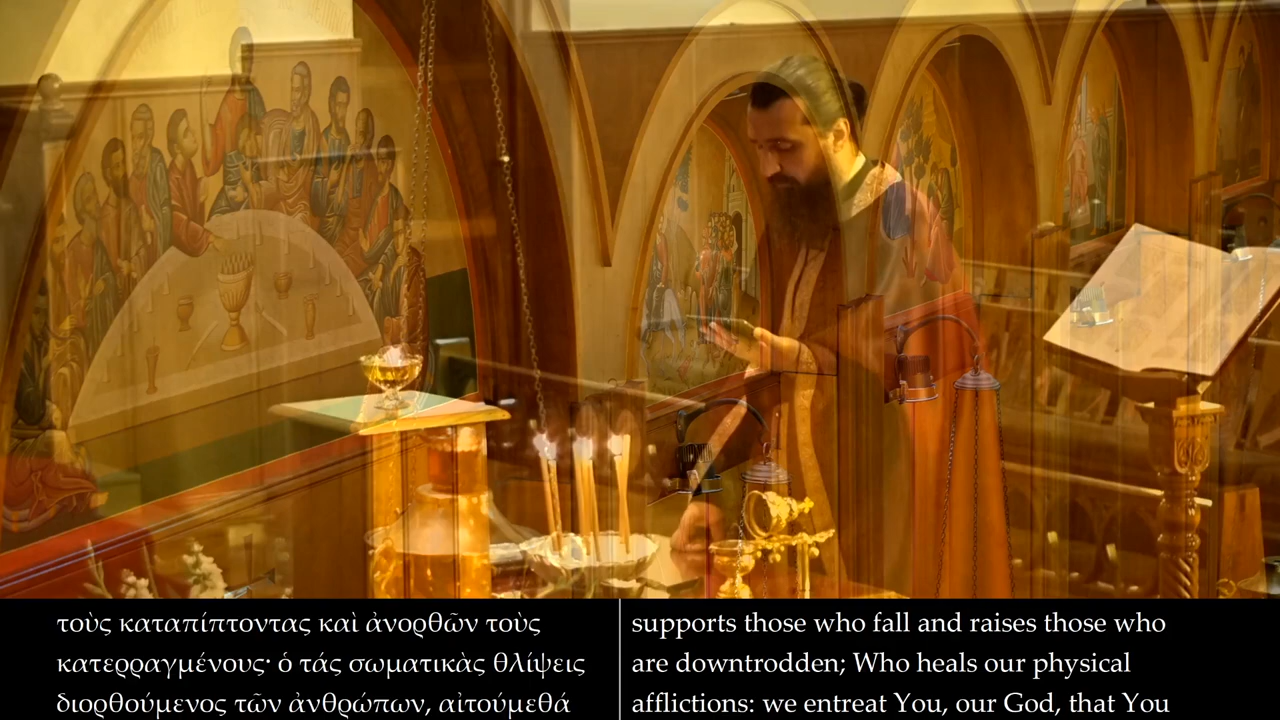 τοὺς καταπίπτοντας καὶ ἀνορθῶν τοὺς
κατερραγμένους· ὁ τάς σωματικὰς θλίψεις
διορθούμενος τῶν ἀνθρώπων, αἰτούμεθά
supports those who fall and raises those who
are downtrodden; Who heals our physical
afflictions: we entreat You, our God, that You